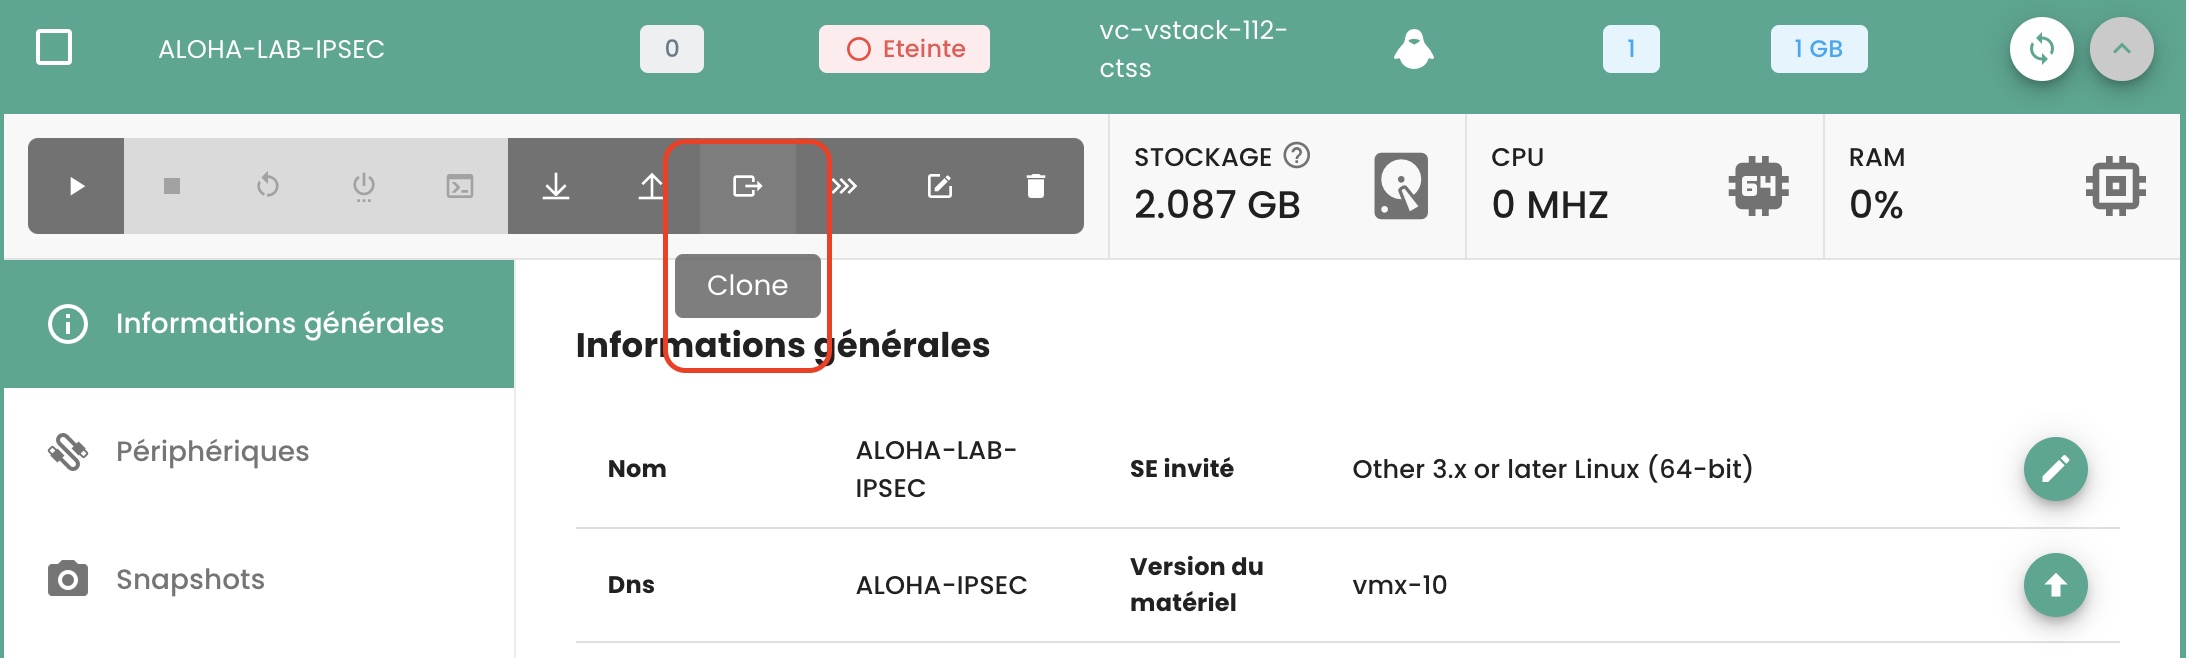 ALOHA-LAB-IPSEC
0
Eteinte
vc-vstack-112-
ctss
1
1 GB
STOCKAGE
2.087 GB
CPU
0 MHZ
64
RAM
0%
Clone
Informations générales
Périphériques
Snapshots
Informations générales
Nom
ALOHA-LAB-
IPSEC
SE invité
Other 3.x or later Linux (64-bit)
Dns
ALOHA-IPSEC
Version du
matériel
vmx-10